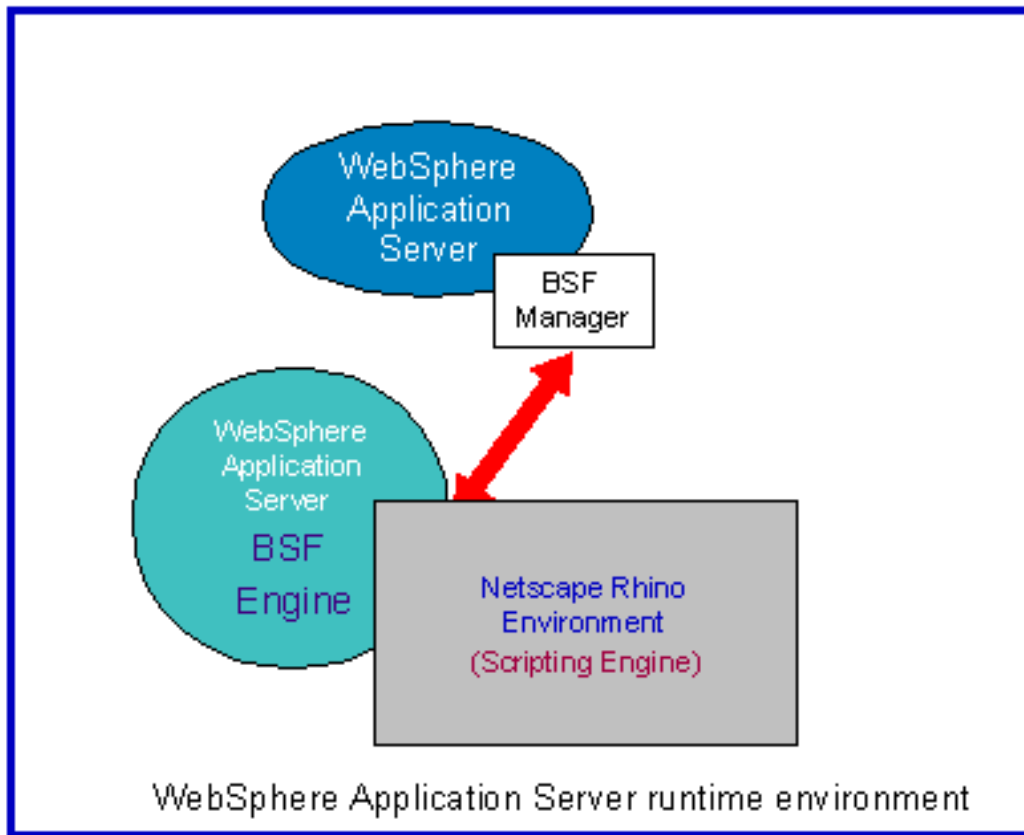 WebSphere
Application
Server
BSF
Manager
WebSphere
Application
Server
BSF
Engine
Netscape Rhino
Environment
(Scripting Engine)
WebSphere Application Server runtime environment